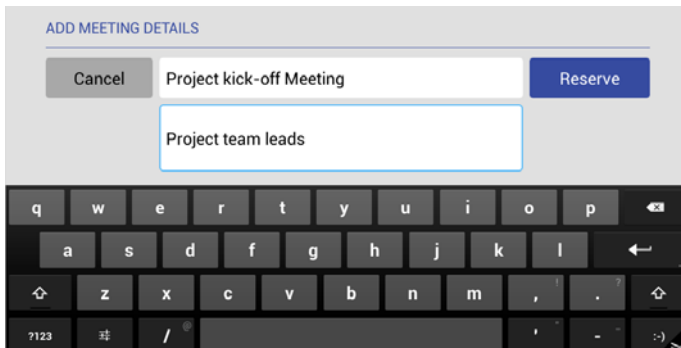 ADD MEETING DETAILS
Cancel Project kick-off Meeting Reserve
Project team leads
q w e r t y u i o p
a s d f g h j k l
z x c v b n m , ! . ?
?123 / @ ' " - _ :-)